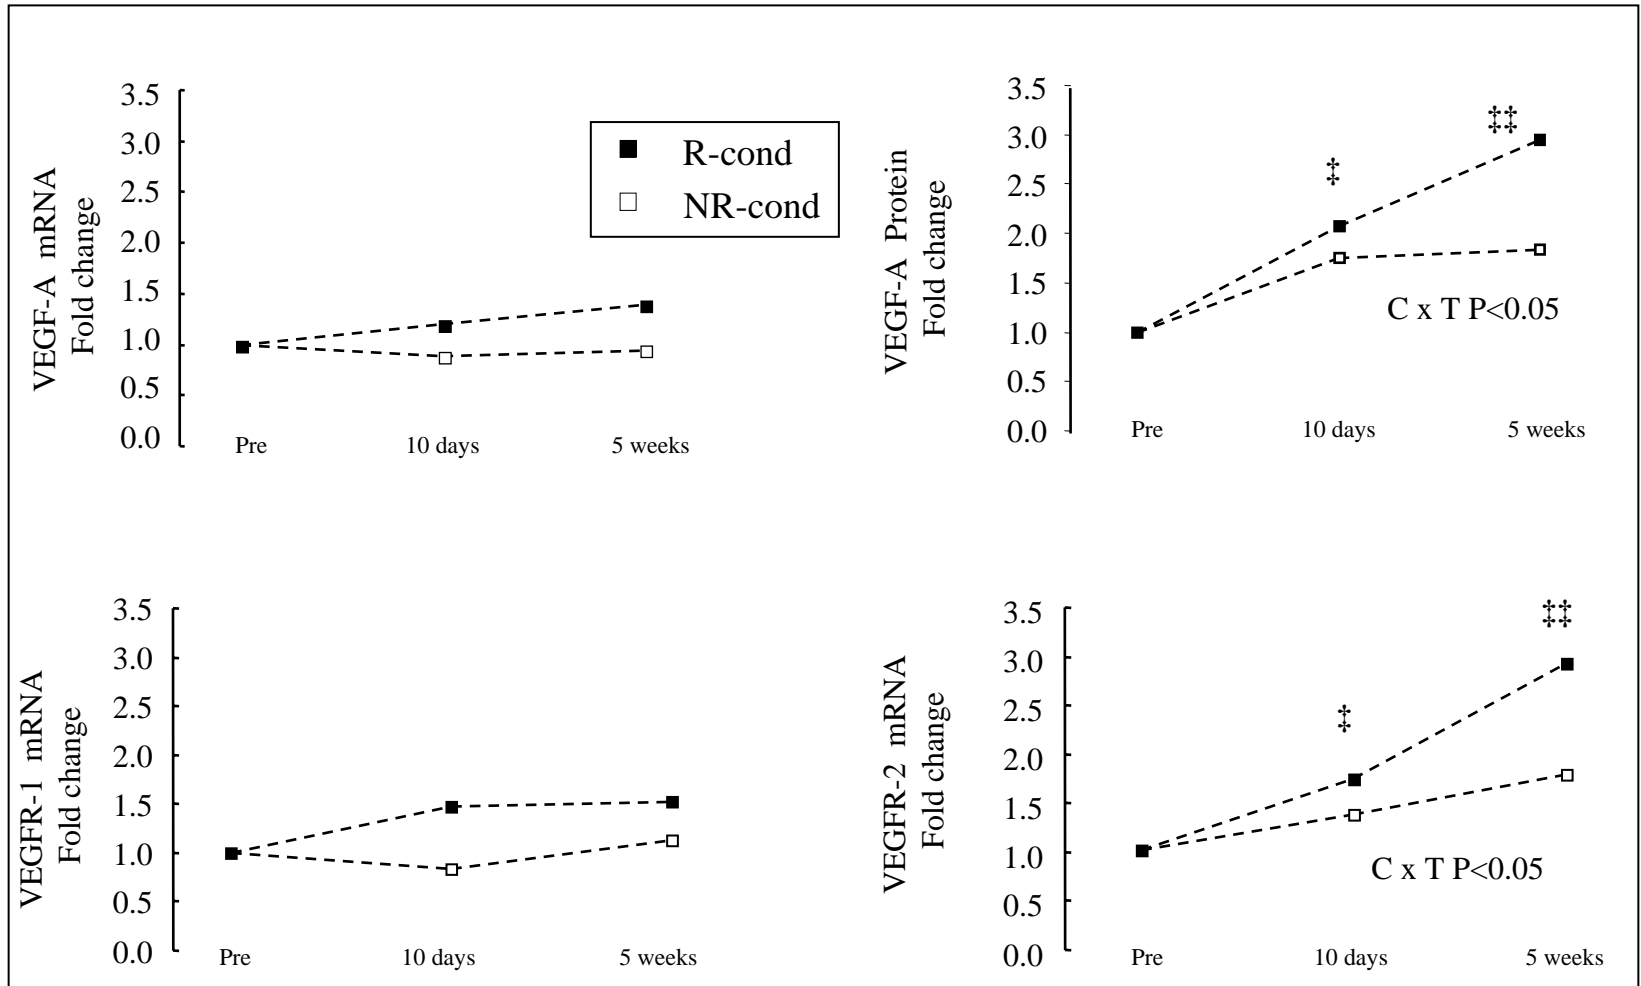 VEGF-A mRNA
Fold change
3.5
3.0
2.5
2.0
1.5
1.0
0.5
0.0
Pre
10 days
5 weeks
R-cond
NR-cond
VEGF-A Protein
Fold change
3.5
3.0
2.5
2.0
1.5
1.0
0.5
0.0
‡
‡‡
C x T P<0.05
Pre
10 days
5 weeks
VEGFR-1 mRNA
Fold change
3.5
3.0
2.5
2.0
1.5
1.0
0.5
0.0
Pre
10 days
5 weeks
VEGFR-2 mRNA
Fold change
3.5
3.0
2.5
2.0
1.5
1.0
0.5
0.0
‡
‡‡
C x T P<0.05
Pre
10 days
5 weeks